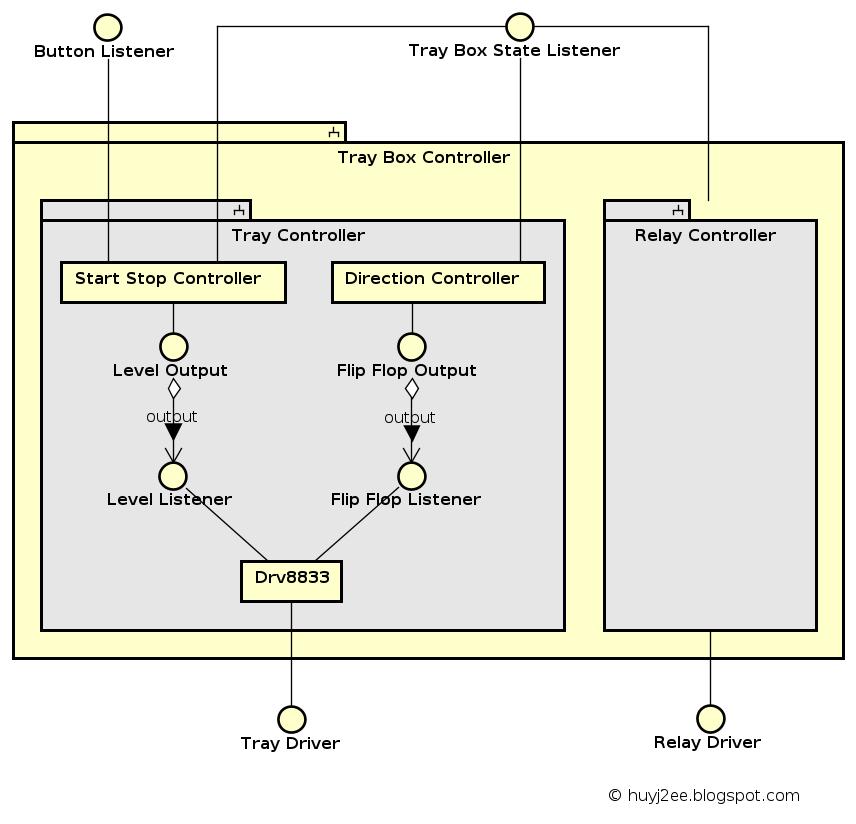 Button Listener
Tray Box State Listener
Tray Box Controller
Tray Controller
Relay Controller
Start Stop Controller
Direction Controller
Level Output
Flip Flop Output
output
output
Level Listener
Flip Flop Listener
Drv8833
Tray Driver
Relay Driver
© huyj2ee.blogspot.com